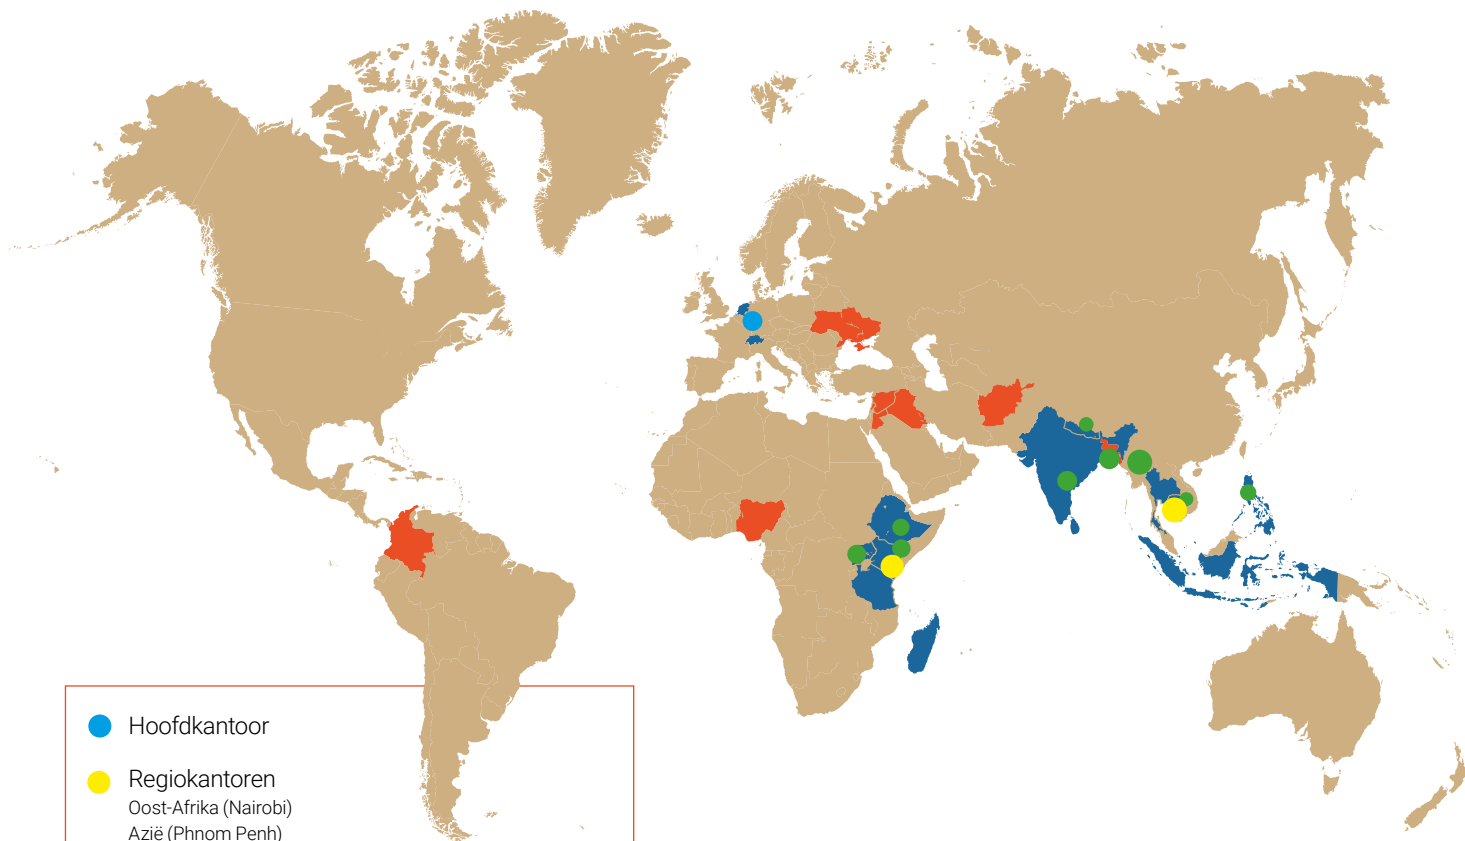 Hoofdkantoor
Regiokantoren
Oost-Afrika (Nairobi)
Azië (Phnom Penh)